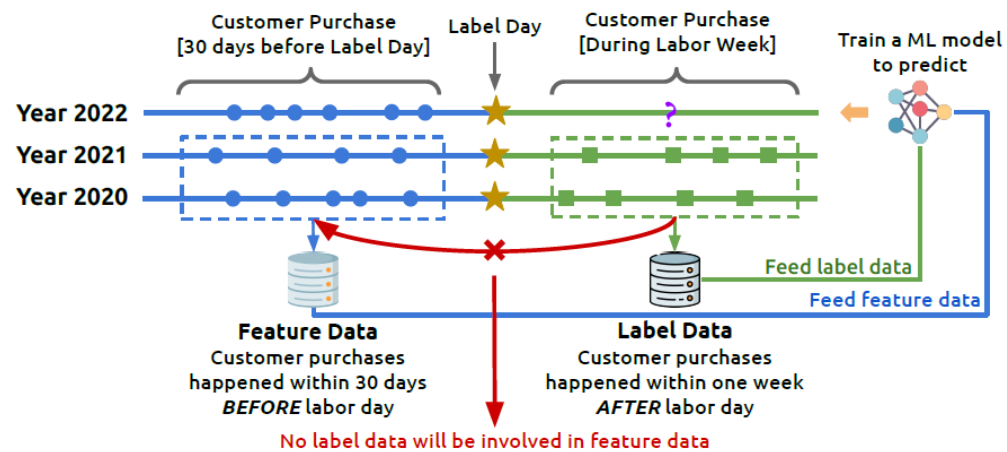 Customer Purchase
[30 days before Label Day]
Label Day
Customer Purchase
[During Labor Week]
Train a ML model
to predict
Year 2022
?
Year 2021
Year 2020
Feed label data
Feed feature data
Feature Data
Customer purchases
happened within 30 days
BEFORE labor day
Label Data
Customer purchases
happened within one week
AFTER labor day
No label data will be involved in feature data